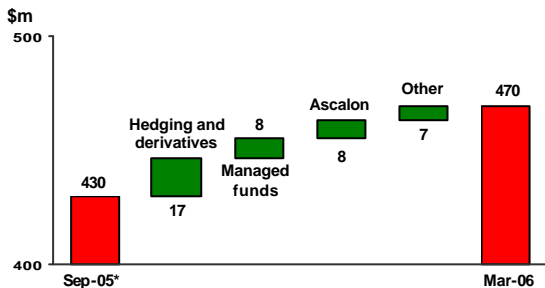 $m
500
Other
470
Ascalon
Hedging and
derivatives
8
7
430
8
Managed
funds
17
400
Sep-05*
Mar-06